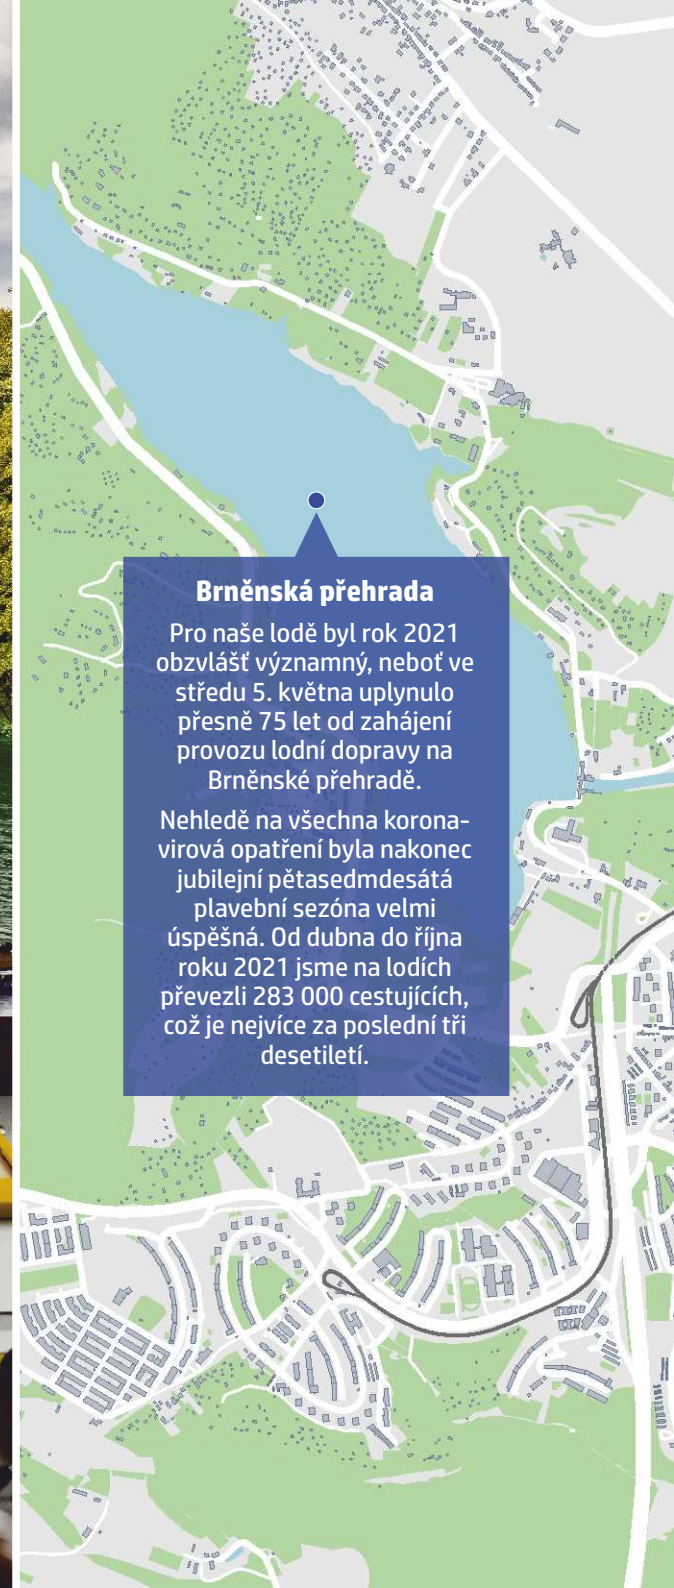 Brněnská přehrada
Pro naše lodě byl rok 2021
obzvlášť významný, neboť ve
středu 5. května uplynulo
přesně 75 let od zahájení
provozu lodní dopravy na
Brněnské přehradě.
Nehledě na všechna korona-
virová opatření byla nakonec
jubilejní pětasedmdesátá
plavební sezóna velmi
úspěšná. Od dubna do října
roku 2021 jsme na lodích
převezli 283 000 cestujících,
což je nejvíce za poslední tři
desetiletí.